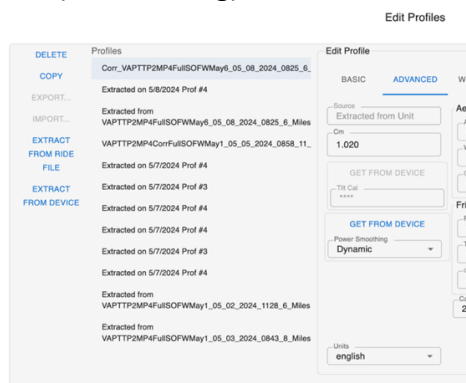 Edit Profiles
DELETE
COPY
EXPORT...
IMPORT...
EXTRACT
FROM RIDE
FILE
EXTRACT
FROM DEVICE
Profiles
Corr_VAPTTP2MP4FullSOFWMay6_05_08_2024_0825_6_
Extracted on 5/8/2024 Prof #4
Extracted from
VAPTTP2MP4FullSOFWMay6_05_08_2024_0825_6_Miles
VAPTTP2MP4CorrFullSOFWMay1_05_05_2024_0858_11_
Extracted on 5/7/2024 Prof #4
Extracted on 5/7/2024 Prof #3
Extracted on 5/7/2024 Prof #4
Extracted on 5/7/2024 Prof #4
Extracted on 5/7/2024 Prof #3
Extracted on 5/7/2024 Prof #4
Extracted from
VAPTTP2MP4FullSOFWMay1_05_02_2024_1128_6_Miles
Extracted from
VAPTTP2MP4FullSOFWMay1_05_03_2024_0843_8_Miles
Edit Profile
BASIC
ADVANCED
W
Source
Extracted from Unit
Cm
1.020
GET FROM DEVICE
Tilt Cal
****
GET FROM DEVICE
Power Smoothing
Dynamic
Units
english
Ae
Fri
2